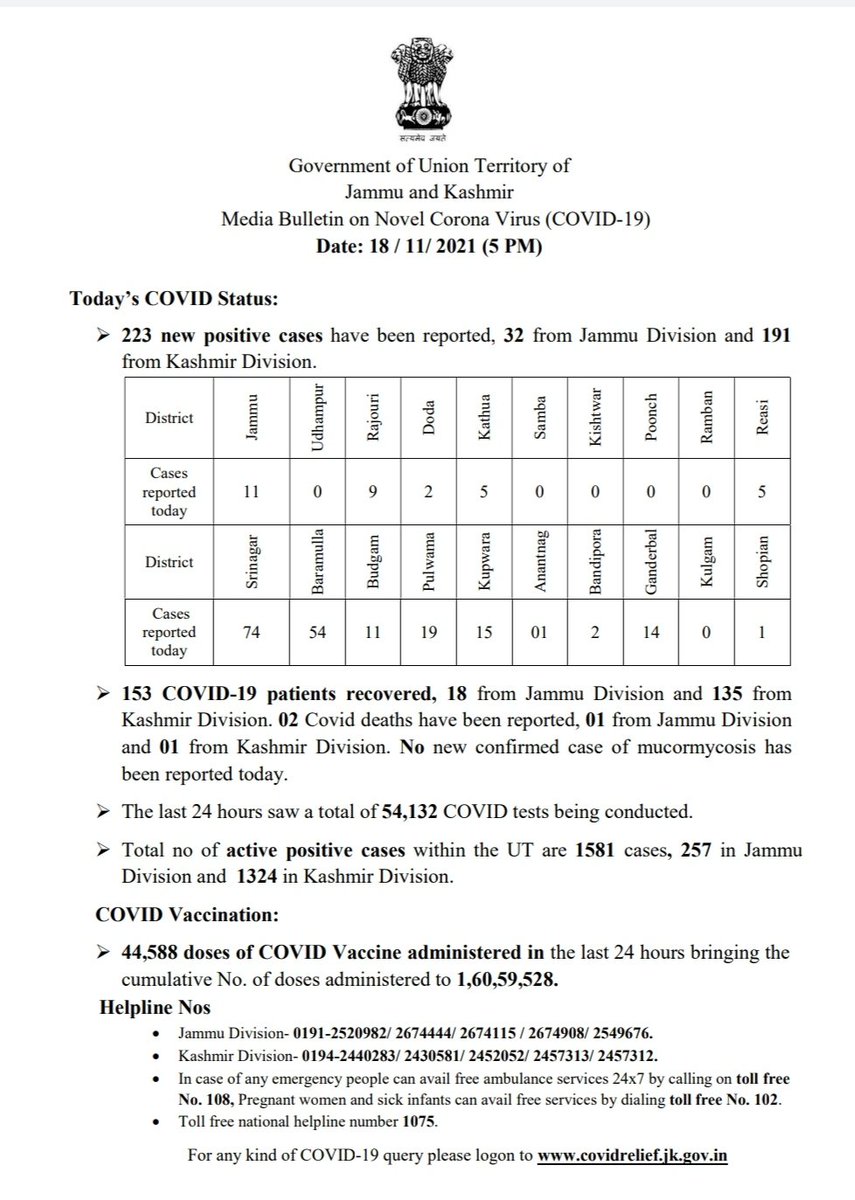 सत्यमेव जयते
Government of Union Territory of
Jammu and Kashmir
Media Bulletin on Novel Corona Virus (COVID-19)
Date: 18 / 11/ 2021 (5 PM)
Today’s COVID Status:
➢ 223 new positive cases have been reported, 32 from Jammu Division and 191
from Kashmir Division.
District Jammu Udhampur Rajouri Doda Kathua Samba Kishtwar Poonch Ramban Reasi
Cases
reported
today 11 0 9 2 5 0 0 0 0 5
District Srinagar Baramulla Budgam Pulwama Kupwara Anantnag Bandipora Ganderbal Kulgam Shopian
Cases
reported
today 74 54 11 19 15 01 2 14 0 1
➢ 153 COVID-19 patients recovered, 18 from Jammu Division and 135 from
Kashmir Division. 02 Covid deaths have been reported, 01 from Jammu Division
and 01 from Kashmir Division. No new confirmed case of mucormycosis has
been reported today.
➢ The last 24 hours saw a total of 54,132 COVID tests being conducted.
➢ Total no of active positive cases within the UT are 1581 cases, 257 in Jammu
Division and 1324 in Kashmir Division.
COVID Vaccination:
➢ 44,588 doses of COVID Vaccine administered in the last 24 hours bringing the
cumulative No. of doses administered to 1,60,59,528.
Helpline Nos
• Jammu Division- 0191-2520982/ 2674444/ 2674115 / 2674908/ 2549676.
• Kashmir Division- 0194-2440283/ 2430581/ 2452052/ 2457313/ 2457312.
• In case of any emergency people can avail free ambulance services 24x7 by calling on toll free
No. 108, Pregnant women and sick infants can avail free services by dialing toll free No. 102.
• Toll free national helpline number 1075.
For any kind of COVID-19 query please logon to www.covidrelief.jk.gov.in